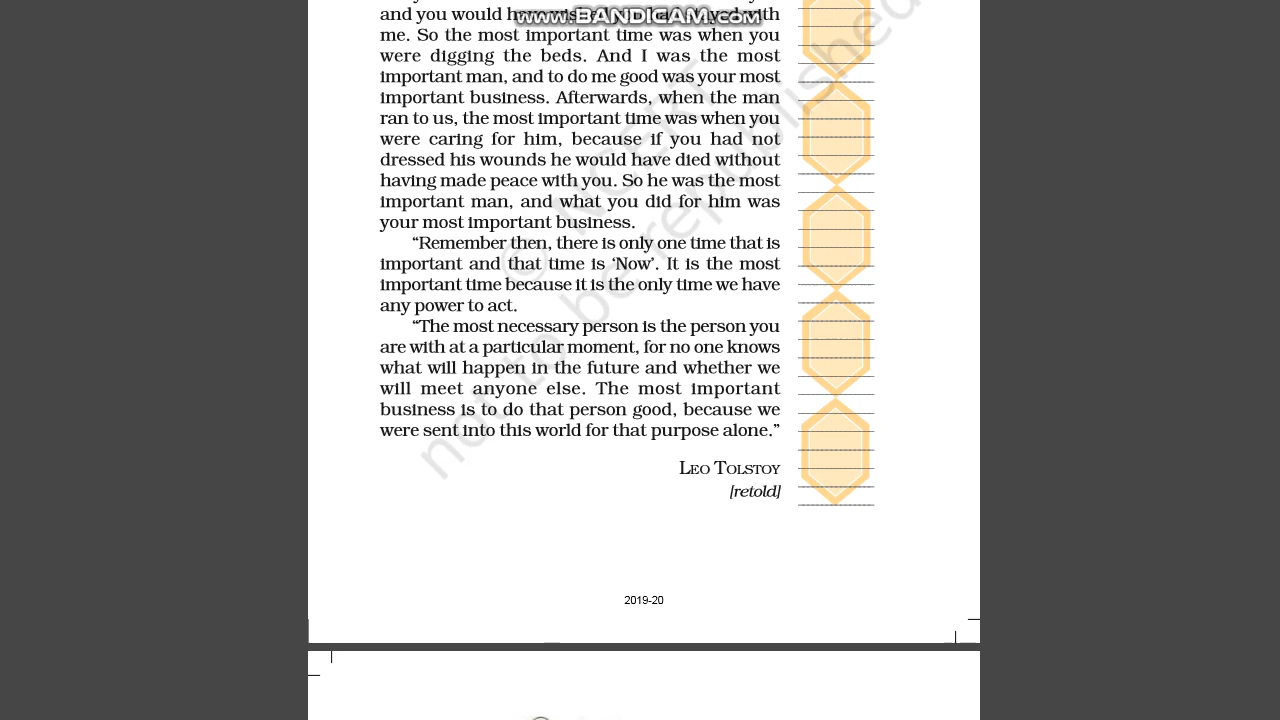 www.BANDICAM.com
and you would with
me. So the most important time was when you
were digging the beds. And I was the most
important man, and to do me good was your most
important business. Afterwards, when the man
ran to us, the most important time was when you
were caring for him, because if you had not
dressed his wounds he would have died without
having made peace with you. So he was the most
important man, and what you did for him was
your most important business.
“Remember then, there is only one time that is
important and that time is ‘Now’. It is the most
important time because it is the only time we have
any power to act.
“The most necessary person is the person you
are with at a particular moment, for no one knows
what will happen in the future and whether we
will meet anyone else. The most important
business is to do that person good, because we
were sent into this world for that purpose alone.”
LEO TOLSTOY
[retold]
© NCERT
not to be republished
2019-20